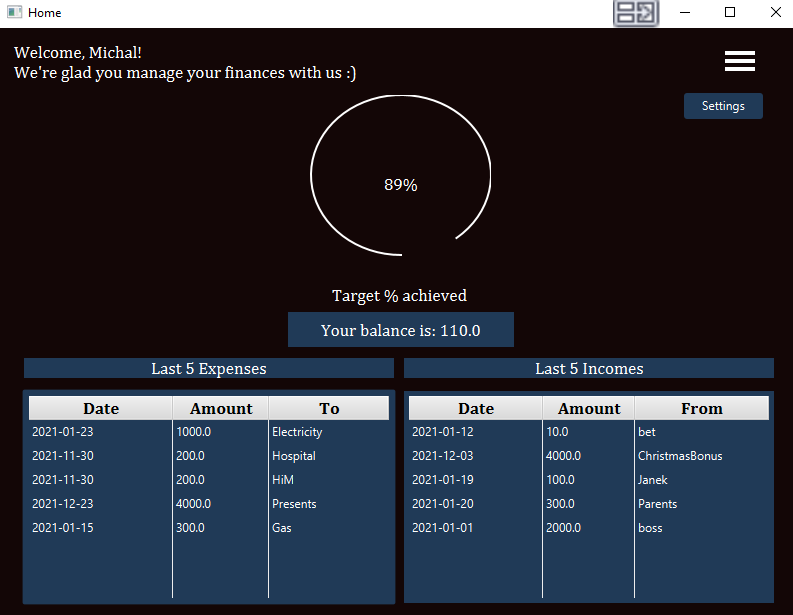 Home
Welcome, Michal!
We're glad you manage your finances with us :)
Settings
89%
Target % achieved
Your balance is: 110.0
Last 5 Expenses
Date Amount To
2021-01-23 1000.0 Electricity
2021-11-30 200.0 Hospital
2021-11-30 200.0 HiM
2021-12-23 4000.0 Presents
2021-01-15 300.0 Gas
Last 5 Incomes
Date Amount From
2021-01-12 10.0 bet
2021-12-03 4000.0 ChristmasBonus
2021-01-19 100.0 Janek
2021-01-20 300.0 Parents
2021-01-01 2000.0 boss